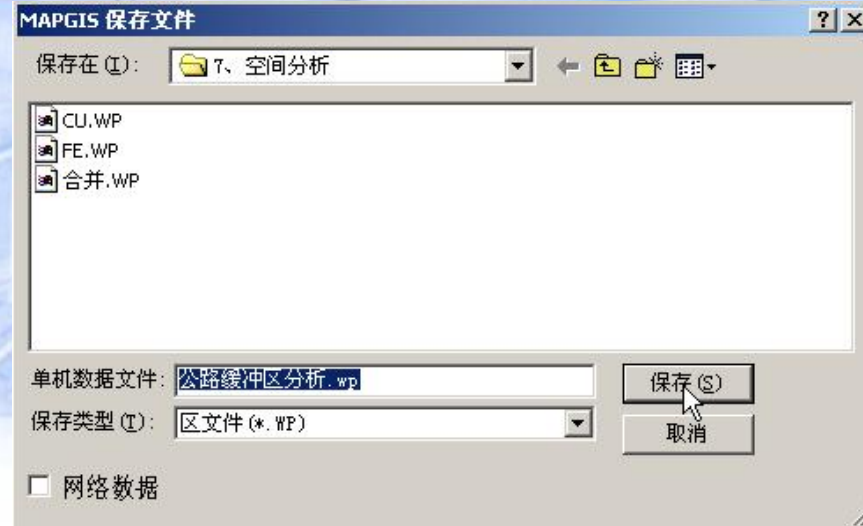 MAPGIS 保存文件
保存在(I): 7、空间分析
CU.WP
FE.WP
合并.WP
单机数据文件: 公路缓冲区分析.wp 保存(S)
保存类型(T): 区文件(*.WP) 取消
网络数据